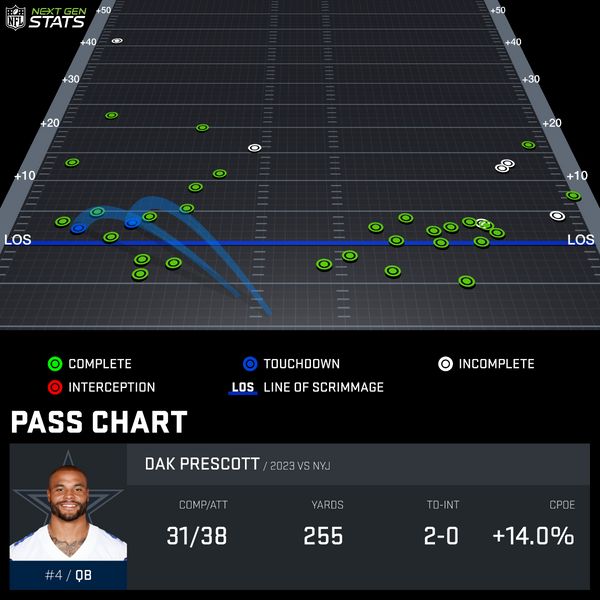 NFL
NEXT GEN
STATS
+50
+50
+40
+40
+30
+30
+20
+20
+10
+10
LOS
LOS
COMPLETE
TOUCHDOWN
INCOMPLETE
INTERCEPTION
LOS LINE OF SCRIMMAGE
PASS CHART
DAK PRESCOTT / 2023 VS NYJ
COMP/ATT YARDS TD-INT CPOE
31/38 255 2-0 +14.0%
#4 / QB